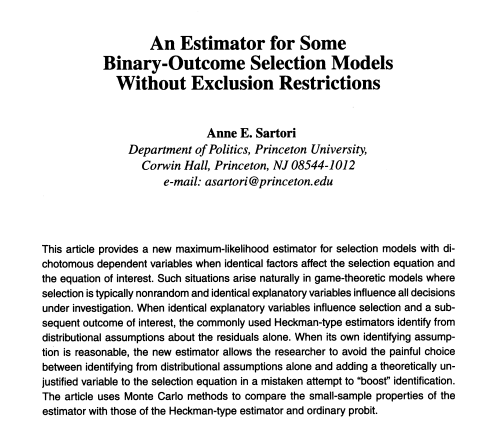 An Estimator for Some
Binary-Outcome Selection Models
Without Exclusion Restrictions
Anne E. Sartori
Department of Politics, Princeton University,
Corwin Hall, Princeton, NJ 08544-1012
e-mail: asartori@princeton.edu
This article provides a new maximum-likelihood estimator for selection models with di-
chotomous dependent variables when identical factors affect the selection equation and
the equation of interest. Such situations arise naturally in game-theoretic models where
selection is typically nonrandom and identical explanatory variables influence all decisions
under investigation. When identical explanatory variables influence selection and a sub-
sequent outcome of interest, the commonly used Heckman-type estimators identify from
distributional assumptions about the residuals alone. When its own identifying assump-
tion is reasonable, the new estimator allows the researcher to avoid the painful choice
between identifying from distributional assumptions alone and adding a theoretically un-
justified variable to the selection equation in a mistaken attempt to “boost” identification.
The article uses Monte Carlo methods to compare the small-sample properties of the
estimator with those of the Heckman-type estimator and ordinary probit.